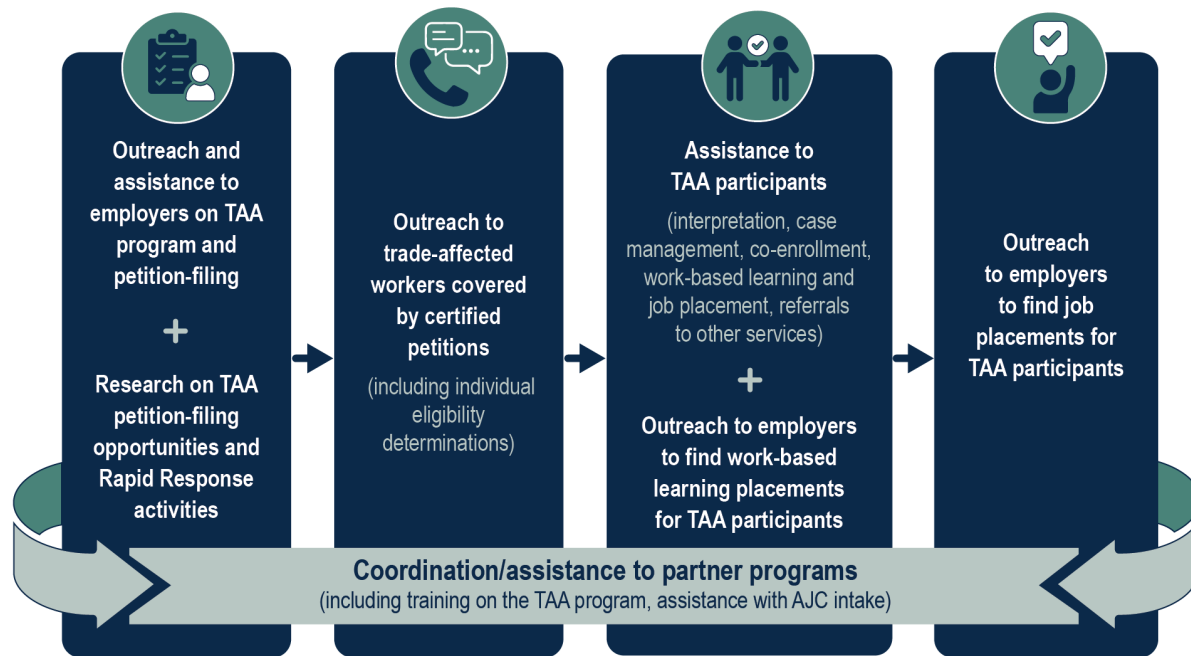 Outreach and
assistance to
employers on TAA
program and
petition-filing
+
Research on TAA
petition-filing
opportunities and
Rapid Response
activities
Outreach to
trade-affected
workers covered
by certified
petitions
(including individual
eligibility
determinations)
Assistance to
TAA participants
(interpretation, case
management, co-enrollment,
work-based learning and
job placement, referrals
to other services)
+
Outreach to employers
to find work-based
learning placements
for TAA participants
Outreach
to employers
to find job
placements for
TAA participants
Coordination/assistance to partner programs
(including training on the TAA program, assistance with AJC intake)